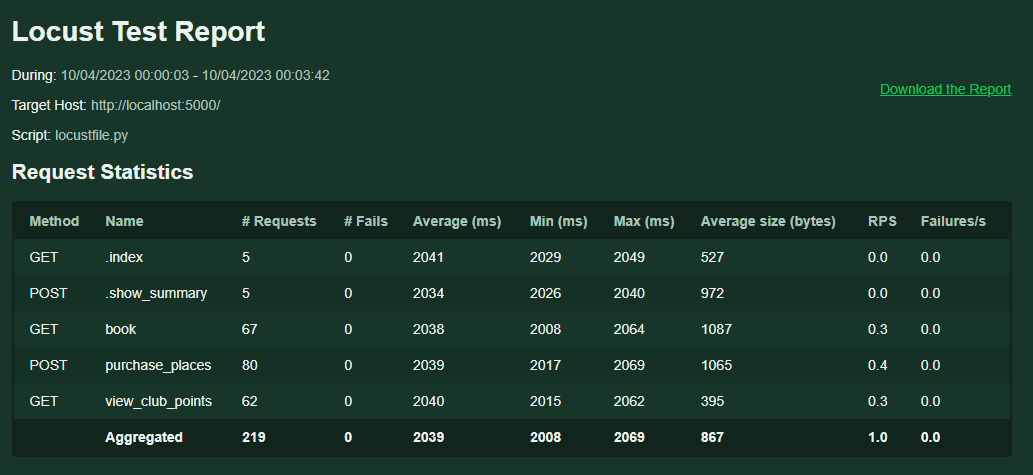 Locust Test Report
During: 10/04/2023 00:00:03 - 10/04/2023 00:03:42
Download the Report
Target Host: http://localhost:5000/
Script: locustfile.py
Request Statistics
Method Name # Requests # Fails Average (ms) Min (ms) Max (ms) Average size (bytes) RPS Failures/s
GET .index 5 0 2041 2029 2049 527 0.0 0.0
POST .show_summary 5 0 2034 2026 2040 972 0.0 0.0
GET book 67 0 2038 2008 2064 1087 0.3 0.0
POST purchase_places 80 0 2039 2017 2069 1065 0.4 0.0
GET view_club_points 62 0 2040 2015 2062 395 0.3 0.0
Aggregated 219 0 2039 2008 2069 867 1.0 0.0